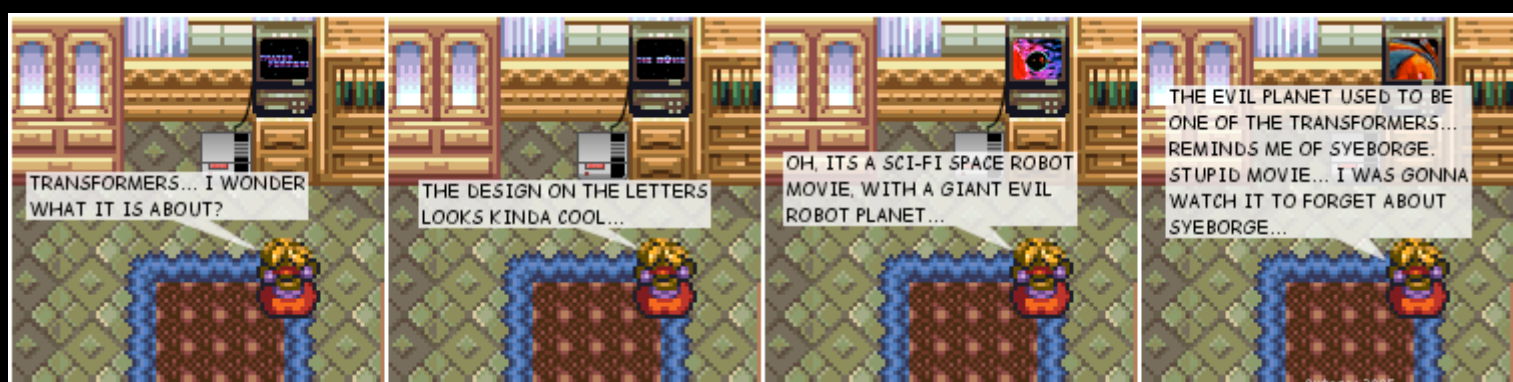 TRANSFORMERS... I WONDER
WHAT IT IS ABOUT?
THE MOVIE
THE DESIGN ON THE LETTERS
LOOKS KINDA COOL...
OH, ITS A SCI-FI SPACE ROBOT
MOVIE, WITH A GIANT EVIL
ROBOT PLANET...
THE EVIL PLANET USED TO BE
ONE OF THE TRANSFORMERS...
REMINDS ME OF SYEBORGE.
STUPID MOVIE... I WAS GONNA
WATCH IT TO FORGET ABOUT
SYEBORGE...